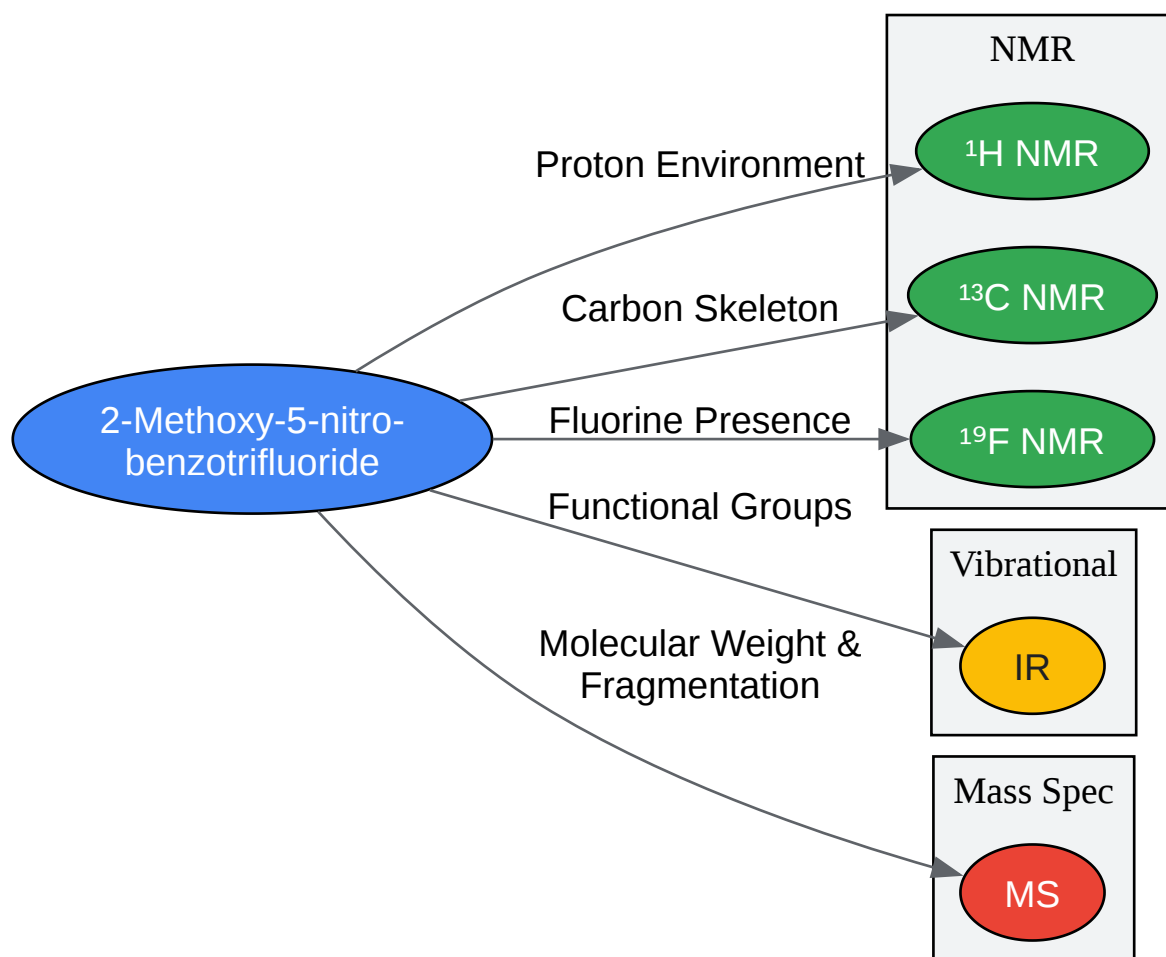 NMR
¹H NMR
Proton Environment
¹³C NMR
Carbon Skeleton
2-Methoxy-5-nitro-
benzotrifluoride
Fluorine Presence
¹⁹F NMR
Functional Groups
Vibrational
IR
Molecular Weight &
Fragmentation
Mass Spec
MS